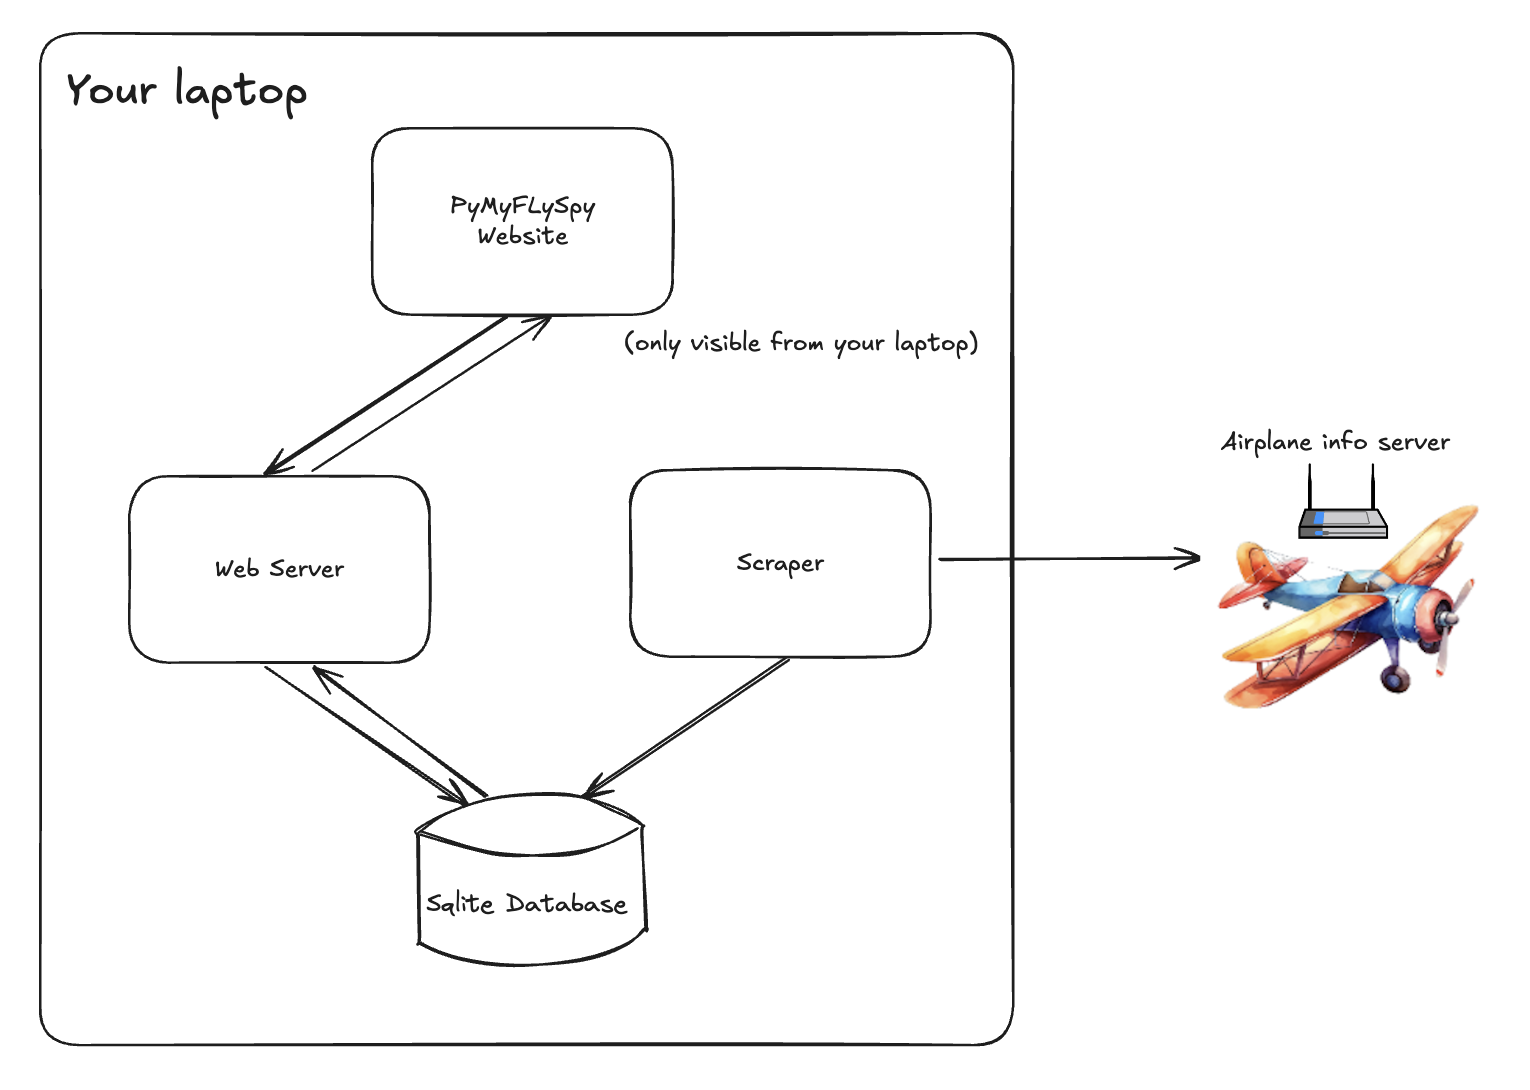 Your laptop
PyMyFLySpy
Website
(only visible from your laptop)
Airplane info server
Web Server
Scraper
Sqlite Database